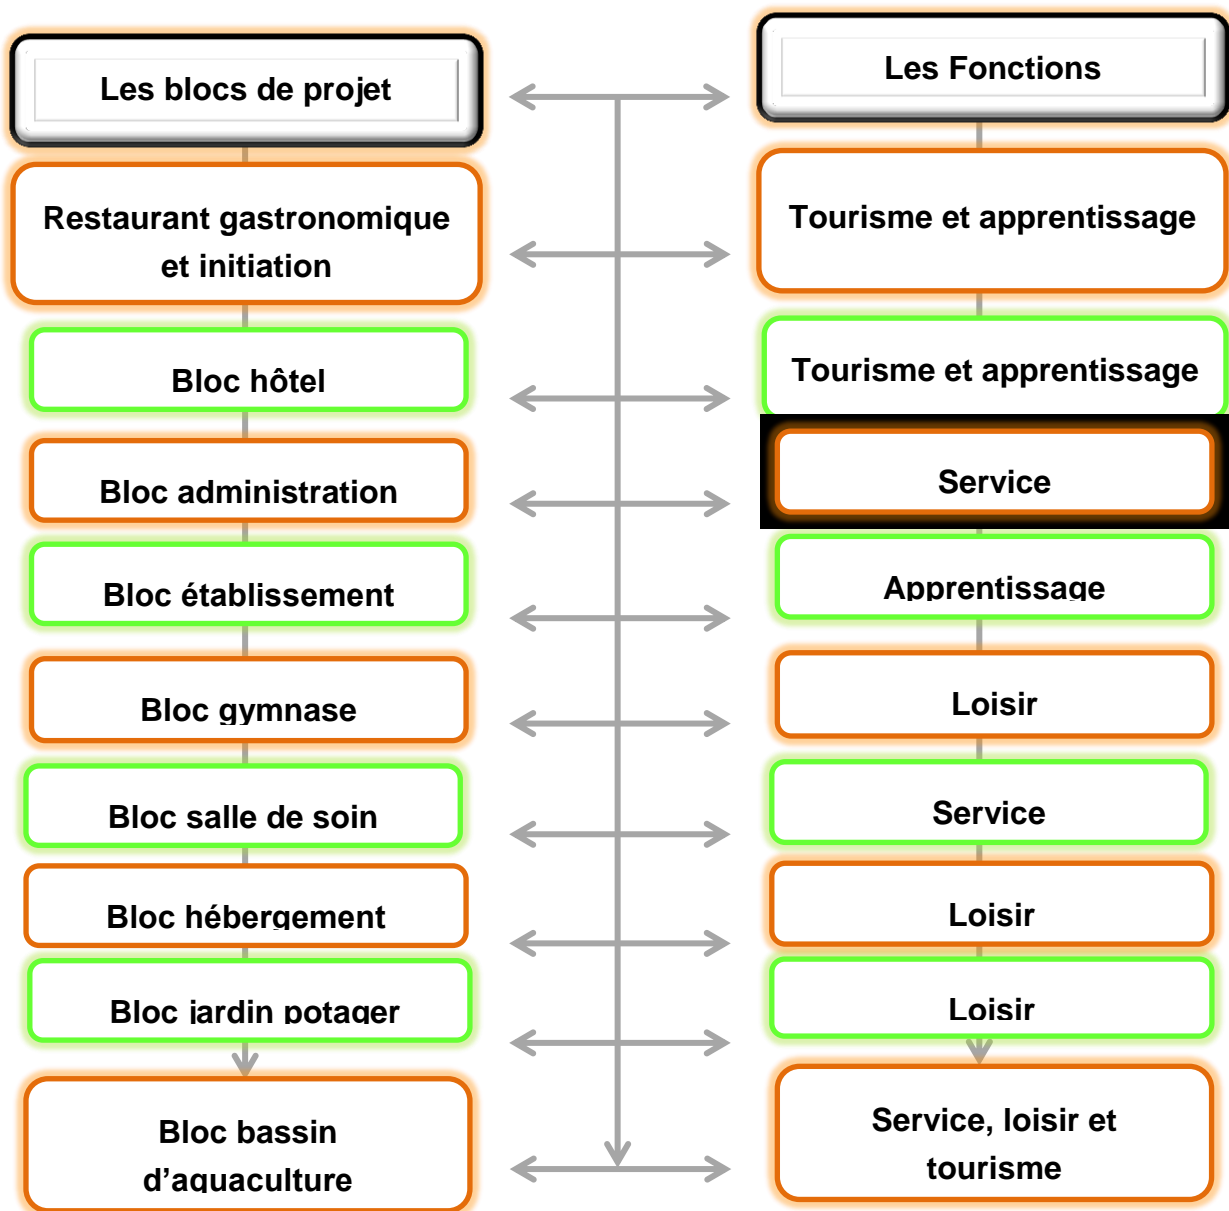 Les blocs de projet
Les Fonctions
Restaurant gastronomique
et initiation
Tourisme et apprentissage
Bloc hôtel
Tourisme et apprentissage
Bloc administration
Service
Bloc établissement
Apprentissage
Bloc gymnase
Loisir
Bloc salle de soin
Service
Bloc hébergement
Loisir
Bloc jardin potager
Loisir
Bloc bassin
d’aquaculture
Service, loisir et
tourisme